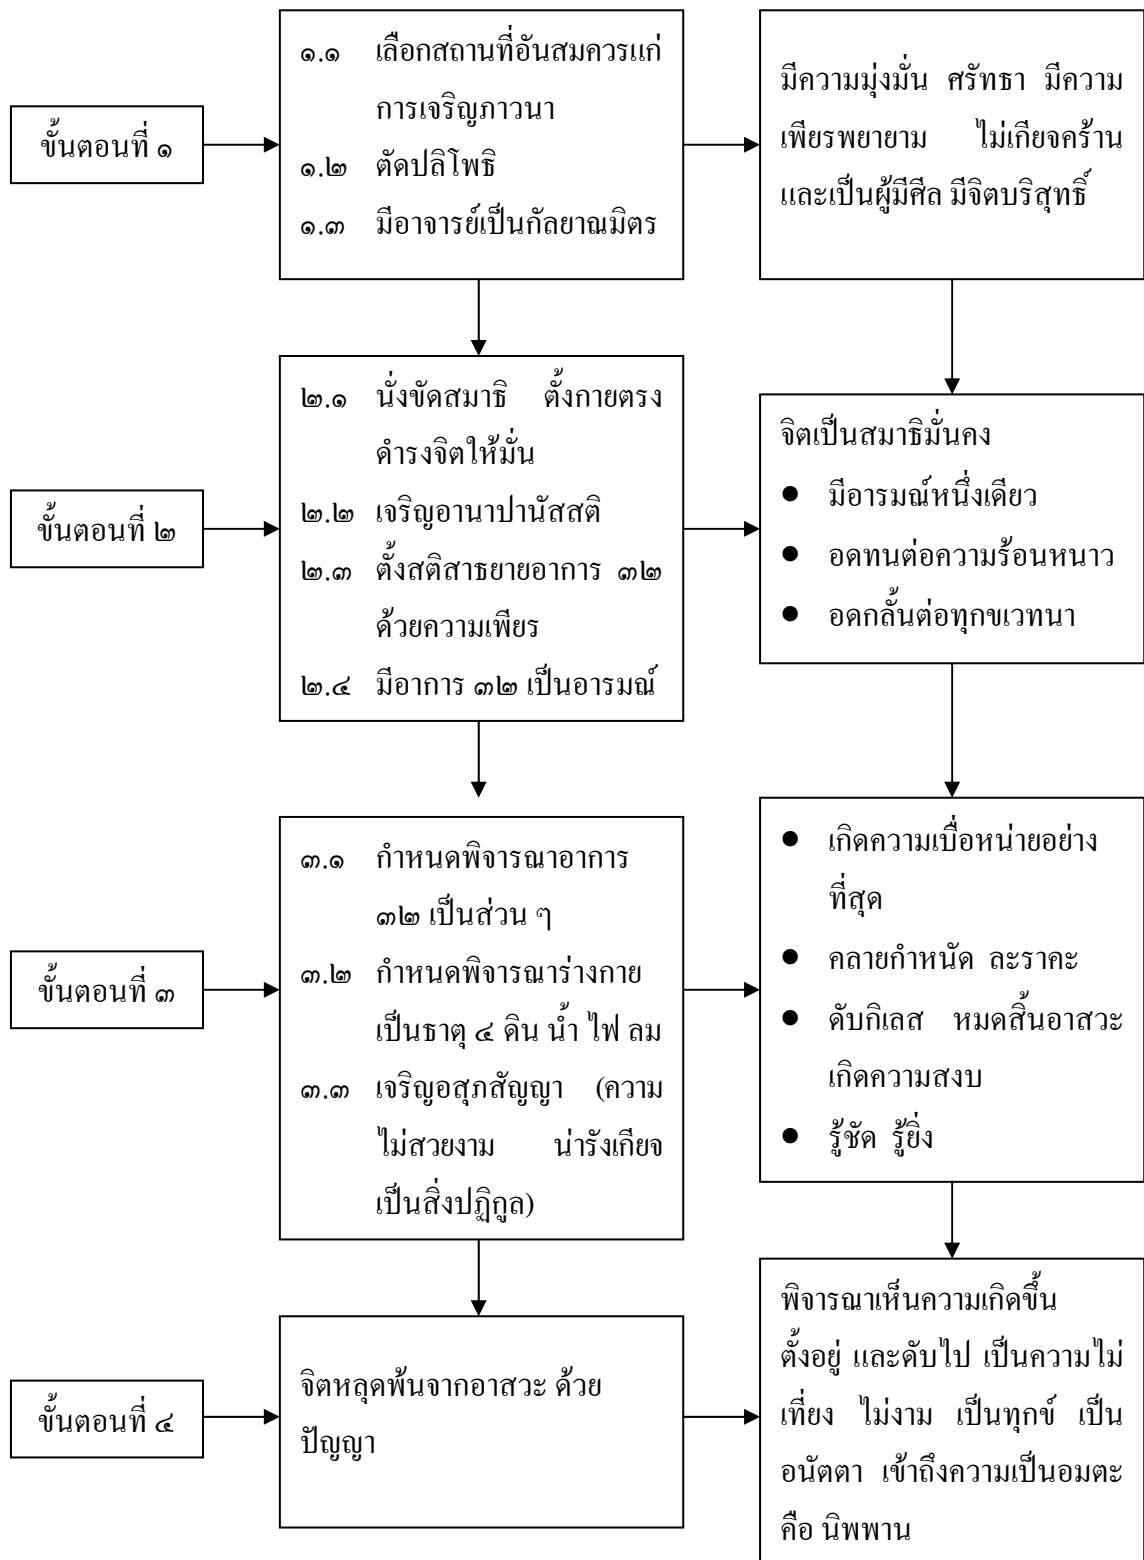 ขั้นตอนที่ ๑
๑.๑ เลือกสถานที่อันสมควรแก่
การเจริญภาวนา
๑.๒ ตัดปลิโพธิ
๑.๓ มีอาจารย์เป็นกัลยาณมิตร
มีความมุ่งมั่น ศรัทธา มีความ
เพียรพยายาม ไม่เกียจคร้าน
และเป็นผู้มีศีล มีจิตบริสุทธิ์
ขั้นตอนที่ ๒
๒.๑ นั่งขัดสมาธิ ตั้งกายตรง
ดำรงจิตให้มั่น
๒.๒ เจริญอานาปานัสสติ
๒.๓ ตั้งสติสาธยายอาการ ๓๒
ด้วยความเพียร
๒.๔ มีอาการ ๓๒ เป็นอารมณ์
จิตเป็นสมาธิมั่นคง
● มีอารมณ์หนึ่งเดียว
● อดทนต่อความร้อนหนาว
● อดกลั้นต่อทุกขเวทนา
ขั้นตอนที่ ๓
๓.๑ กำหนดพิจารณาอาการ
๓๒ เป็นส่วน ๆ
๓.๒ กำหนดพิจารณาร่างกาย
เป็นธาตุ ๔ ดิน น้ำ ไฟ ลม
๓.๓ เจริญอสุภสัญญา (ความ
ไม่สวยงาม น่ารังเกียจ
เป็นสิ่งปฏิกูล)
● เกิดความเบื่อหน่ายอย่าง
ที่สุด
● คลายกำหนัด ละราคะ
● ดับกิเลส หมดสิ้นอาสวะ
เกิดความสงบ
● รู้ชัด รู้ยิ่ง
ขั้นตอนที่ ๔
จิตหลุดพ้นจากอาสวะ ด้วย
ปัญญา
พิจารณาเห็นความเกิดขึ้น
ตั้งอยู่ และดับไป เป็นความไม่
เที่ยง ไม่งาม เป็นทุกข์ เป็น
อนัตตา เข้าถึงความเป็นอมตะ
คือ นิพพาน